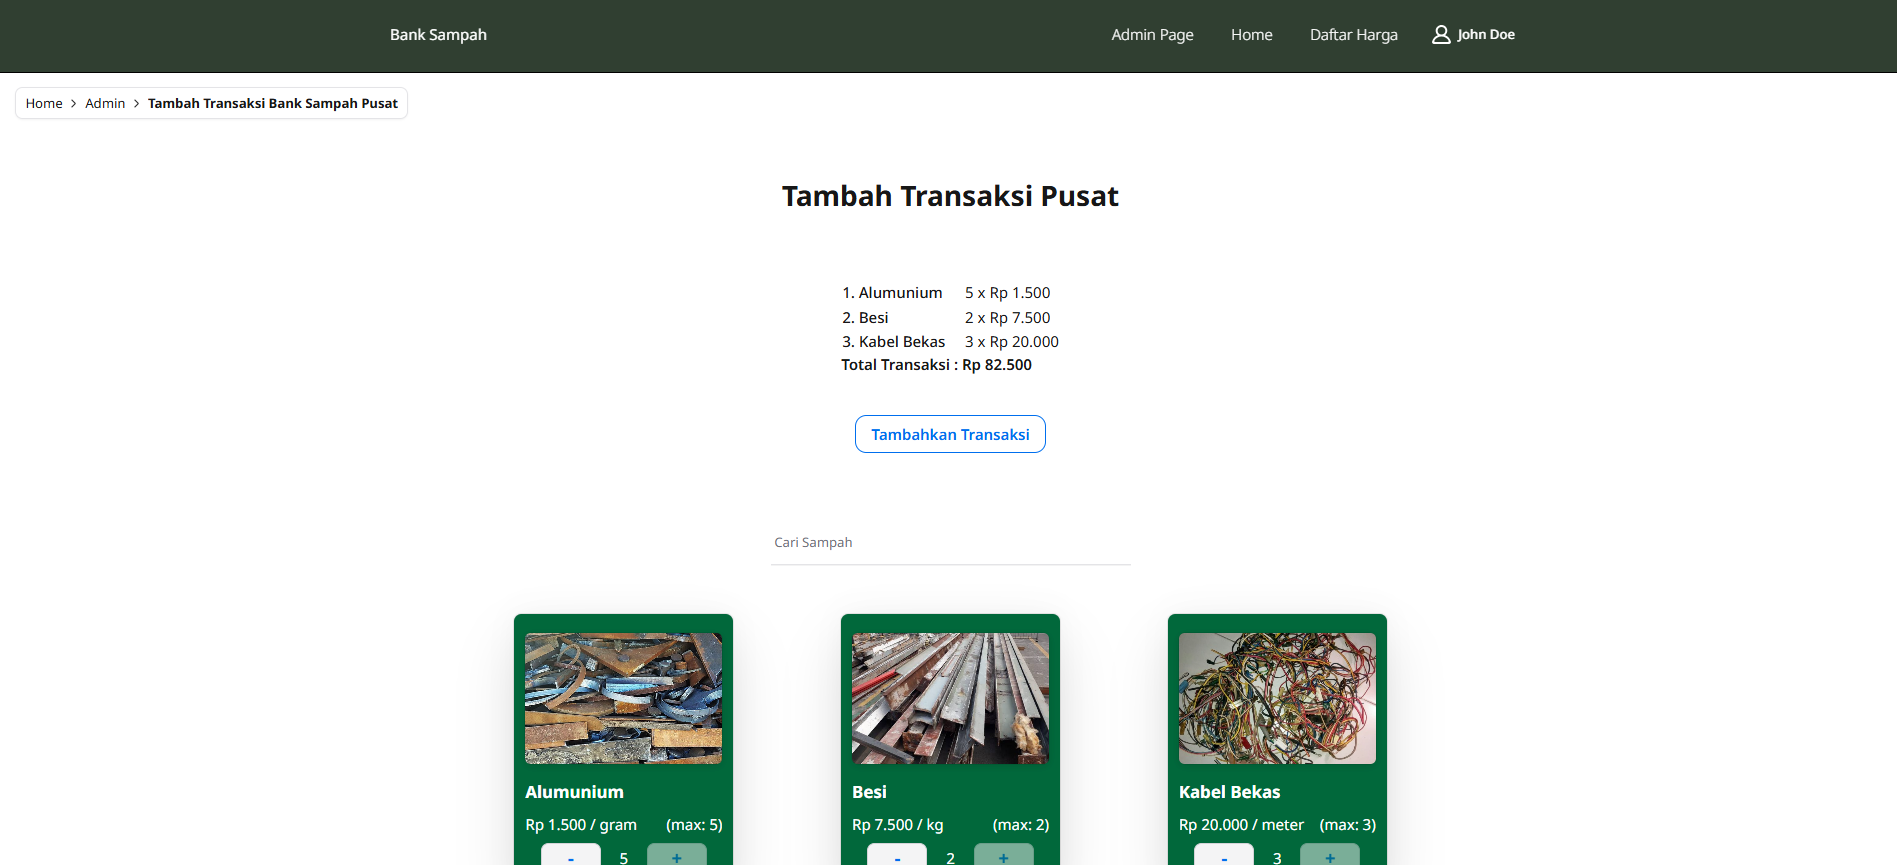 Bank Sampah Admin Page Home Daftar Harga John Doe
Home > Admin > Tambah Transaksi Bank Sampah Pusat
Tambah Transaksi Pusat
1. Alumunium 5 x Rp 1.500
2. Besi 2 x Rp 7.500
3. Kabel Bekas 3 x Rp 20.000
Total Transaksi : Rp 82.500
Tambahkan Transaksi
Cari Sampah
Alumunium
Rp 1.500 / gram (max: 5)
- 5 +
Besi
Rp 7.500 / kg (max: 2)
- 2 +
Kabel Bekas
Rp 20.000 / meter (max: 3)
- 3 +